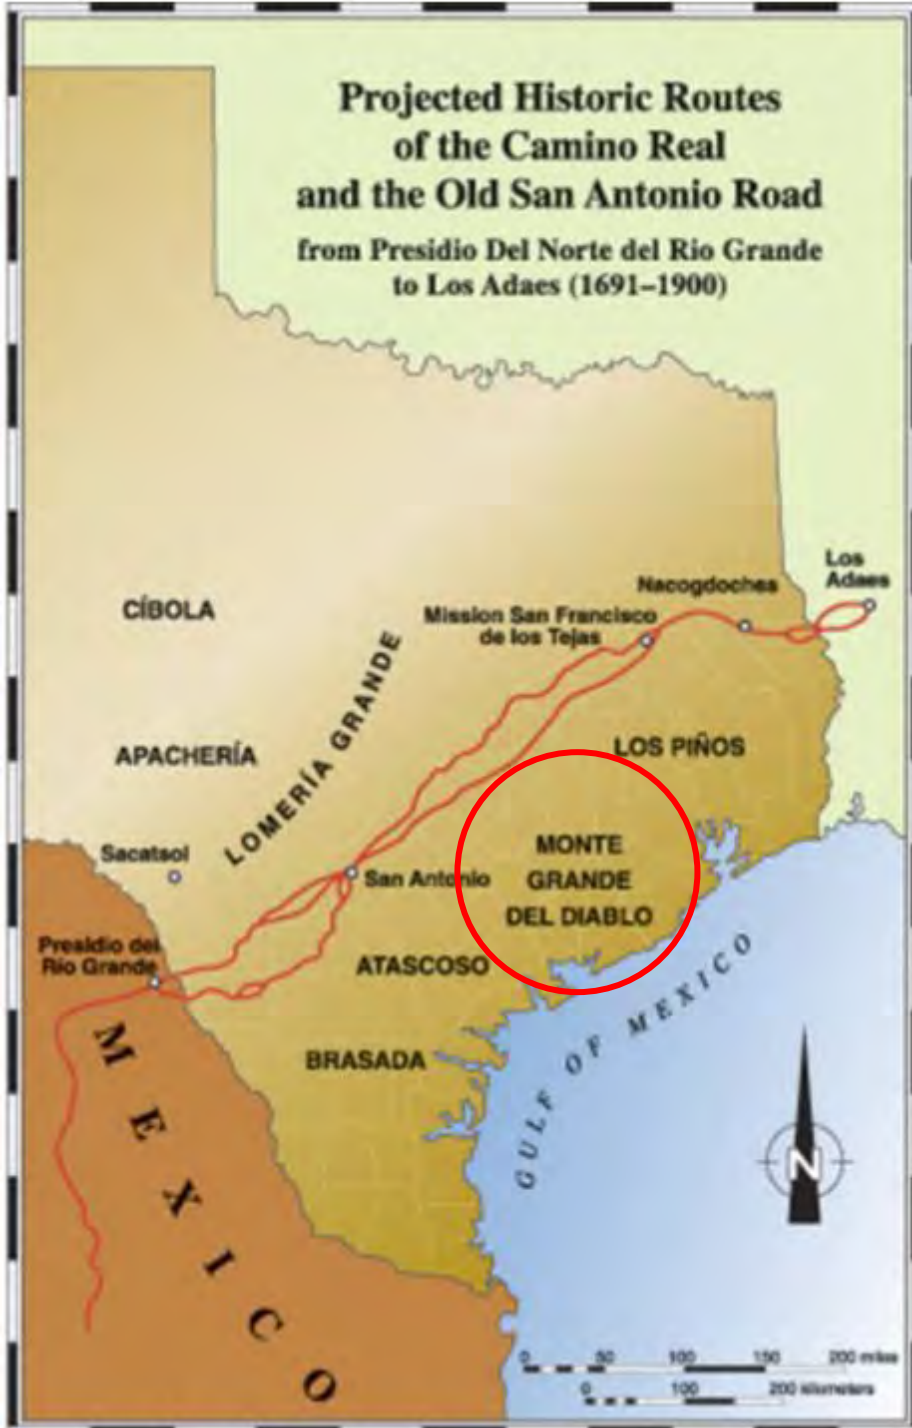 Projected Historic Routes
of the Camino Real
and the Old San Antonio Road
from Presidio Del Norte del Rio Grande
to Los Adaes (1691–1900)
Los
Adaes
Nacogdoches
Mission San Francisco
de los Tejas
CÍBOLA
LOMERÍA GRANDE
APACHERÍA
LOS PIÑOS
MONTE
GRANDE
DEL DIABLO
Sacatsol
San Antonio
Presidio del
Río Grande
ATASCOSO
BRASADA
GULF OF MEXICO
MEXICO
N
0 50 100 150 200 miles
0 100 200 kilometers